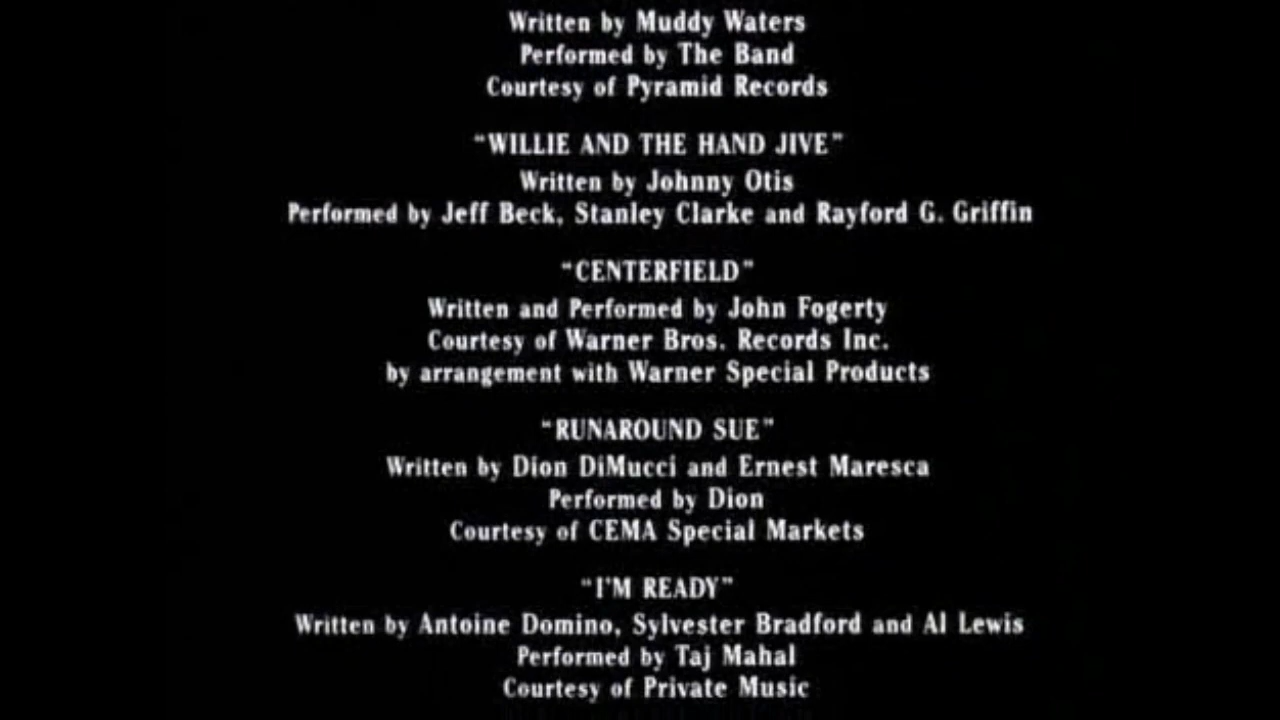 Written by Muddy Waters
Performed by The Band
Courtesy of Pyramid Records
"WILLIE AND THE HAND JIVE"
Written by Johnny Otis
Performed by Jeff Beck, Stanley Clarke and Rayford G. Griffin
"CENTERFIELD"
Written and Performed by John Fogerty
Courtesy of Warner Bros. Records Inc.
by arrangement with Warner Special Products
"RUNAROUND SUE"
Written by Dion DiMucci and Ernest Maresca
Performed by Dion
Courtesy of CEMA Special Markets
"I'M READY"
Written by Antoine Domino, Sylvester Bradford and Al Lewis
Performed by Taj Mahal
Courtesy of Private Music